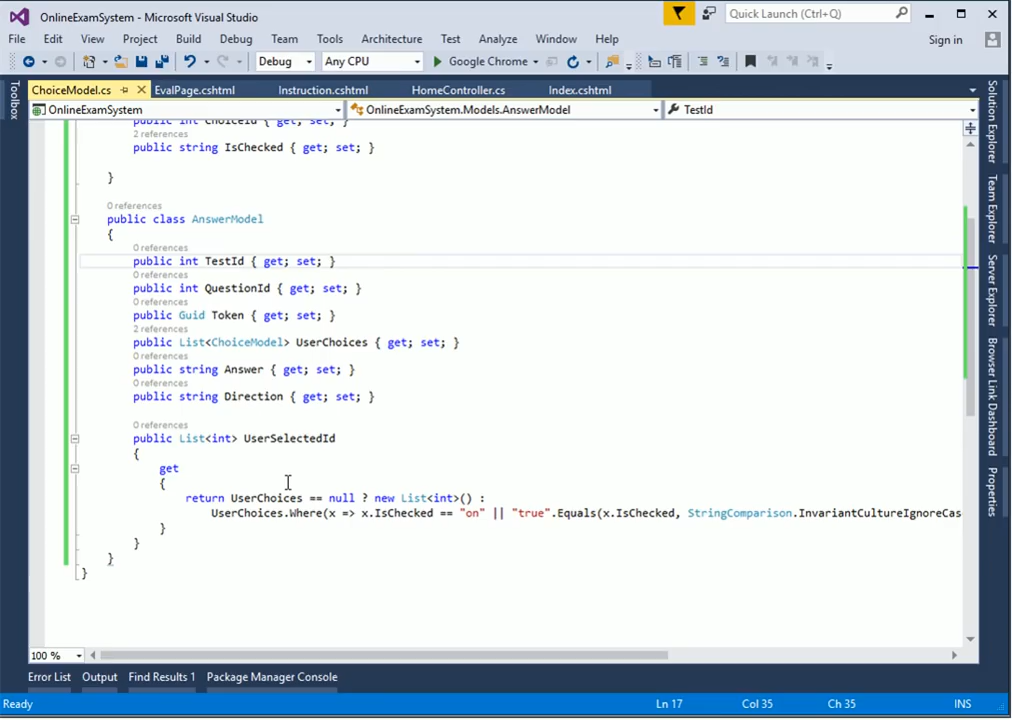 OnlineExamSystem - Microsoft Visual Studio
Quick Launch (Ctrl+Q)
File Edit View Project Build Debug Team Tools Architecture Test Analyze Window Help Sign in
Debug Any CPU Google Chrome
ChoiceModel.cs EvalPage.cshtml Instruction.cshtml HomeController.cs Index.cshtml
OnlineExamSystem OnlineExamSystem.Models.AnswerModel TestId
Toolbox
Solution Explorer
Team Explorer
Server Explorer
Browser Link Dashboard
Properties
public int ChoiceId { get; set; }
2 references
public string IsChecked { get; set; }
}
0 references
public class AnswerModel
{
0 references
public int TestId { get; set; }
0 references
public int QuestionId { get; set; }
0 references
public Guid Token { get; set; }
2 references
public List<ChoiceModel> UserChoices { get; set; }
0 references
public string Answer { get; set; }
0 references
public string Direction { get; set; }
0 references
public List<int> UserSelectedId
{
get
{
return UserChoices == null ? new List<int>() :
UserChoices.Where(x => x.IsChecked == "on" || "true".Equals(x.IsChecked, StringComparison.InvariantCultureIgnoreCas
}
}
}
}
100 %
Error List Output Find Results 1 Package Manager Console
Ready Ln 17 Col 35 Ch 35 INS